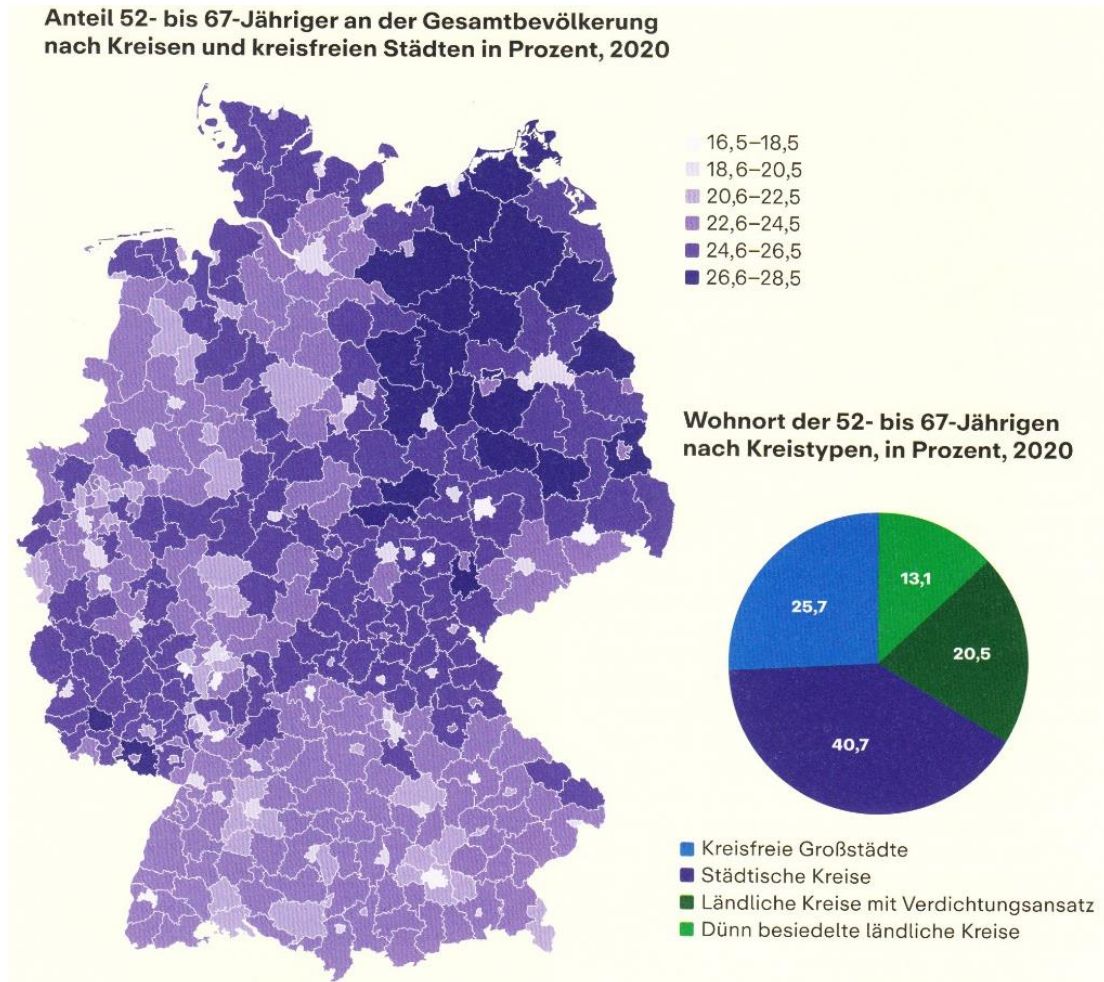 Anteil 52- bis 67-Jähriger an der Gesamtbevölkerung
nach Kreisen und kreisfreien Städten in Prozent, 2020
16,5–18,5
18,6–20,5
20,6–22,5
22,6–24,5
24,6–26,5
26,6–28,5
Wohnort der 52- bis 67-Jährigen
nach Kreistypen, in Prozent, 2020
13,1
25,7
20,5
40,7
Kreisfreie Großstädte
Städtische Kreise
Ländliche Kreise mit Verdichtungsansatz
Dünn besiedelte ländliche Kreise